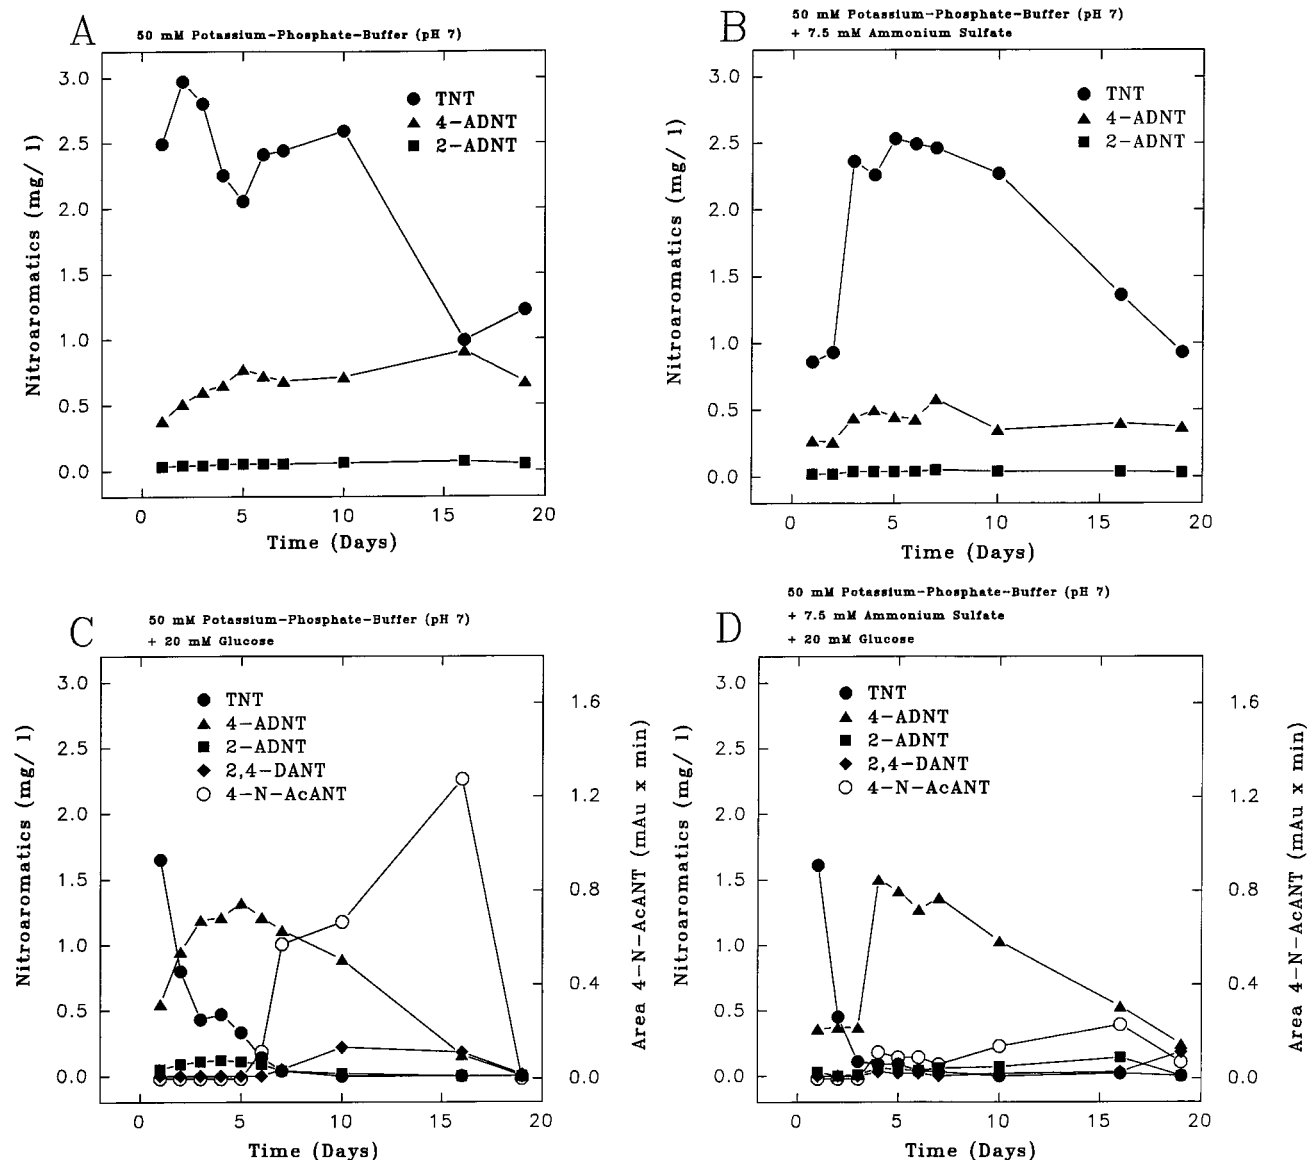 A
50 mM Potassium-Phosphate-Buffer (pH 7)
Nitroaromatics (mg/ l)
3.0
2.5
2.0
1.5
1.0
0.5
0.0
TNT
4-ADNT
2-ADNT
0 5 10 15 20
Time (Days)
B
50 mM Potassium-Phosphate-Buffer (pH 7)
+ 7.5 mM Ammonium Sulfate
Nitroaromatics (mg/ l)
3.0
2.5
2.0
1.5
1.0
0.5
0.0
TNT
4-ADNT
2-ADNT
0 5 10 15 20
Time (Days)
C
50 mM Potassium-Phosphate-Buffer (pH 7)
+ 20 mM Glucose
Nitroaromatics (mg/ l)
3.0
2.5
2.0
1.5
1.0
0.5
0.0
TNT
4-ADNT
2-ADNT
2,4-DANT
4-N-AcANT
1.6
1.2
0.8
0.4
0.0
Area 4-N-AcANT (mAu x min)
0 5 10 15 20
Time (Days)
D
50 mM Potassium-Phosphate-Buffer (pH 7)
+ 7.5 mM Ammonium Sulfate
+ 20 mM Glucose
Nitroaromatics (mg/ l)
3.0
2.5
2.0
1.5
1.0
0.5
0.0
TNT
4-ADNT
2-ADNT
2,4-DANT
4-N-AcANT
1.6
1.2
0.8
0.4
0.0
Area 4-N-AcANT (mAu x min)
0 5 10 15 20
Time (Days)